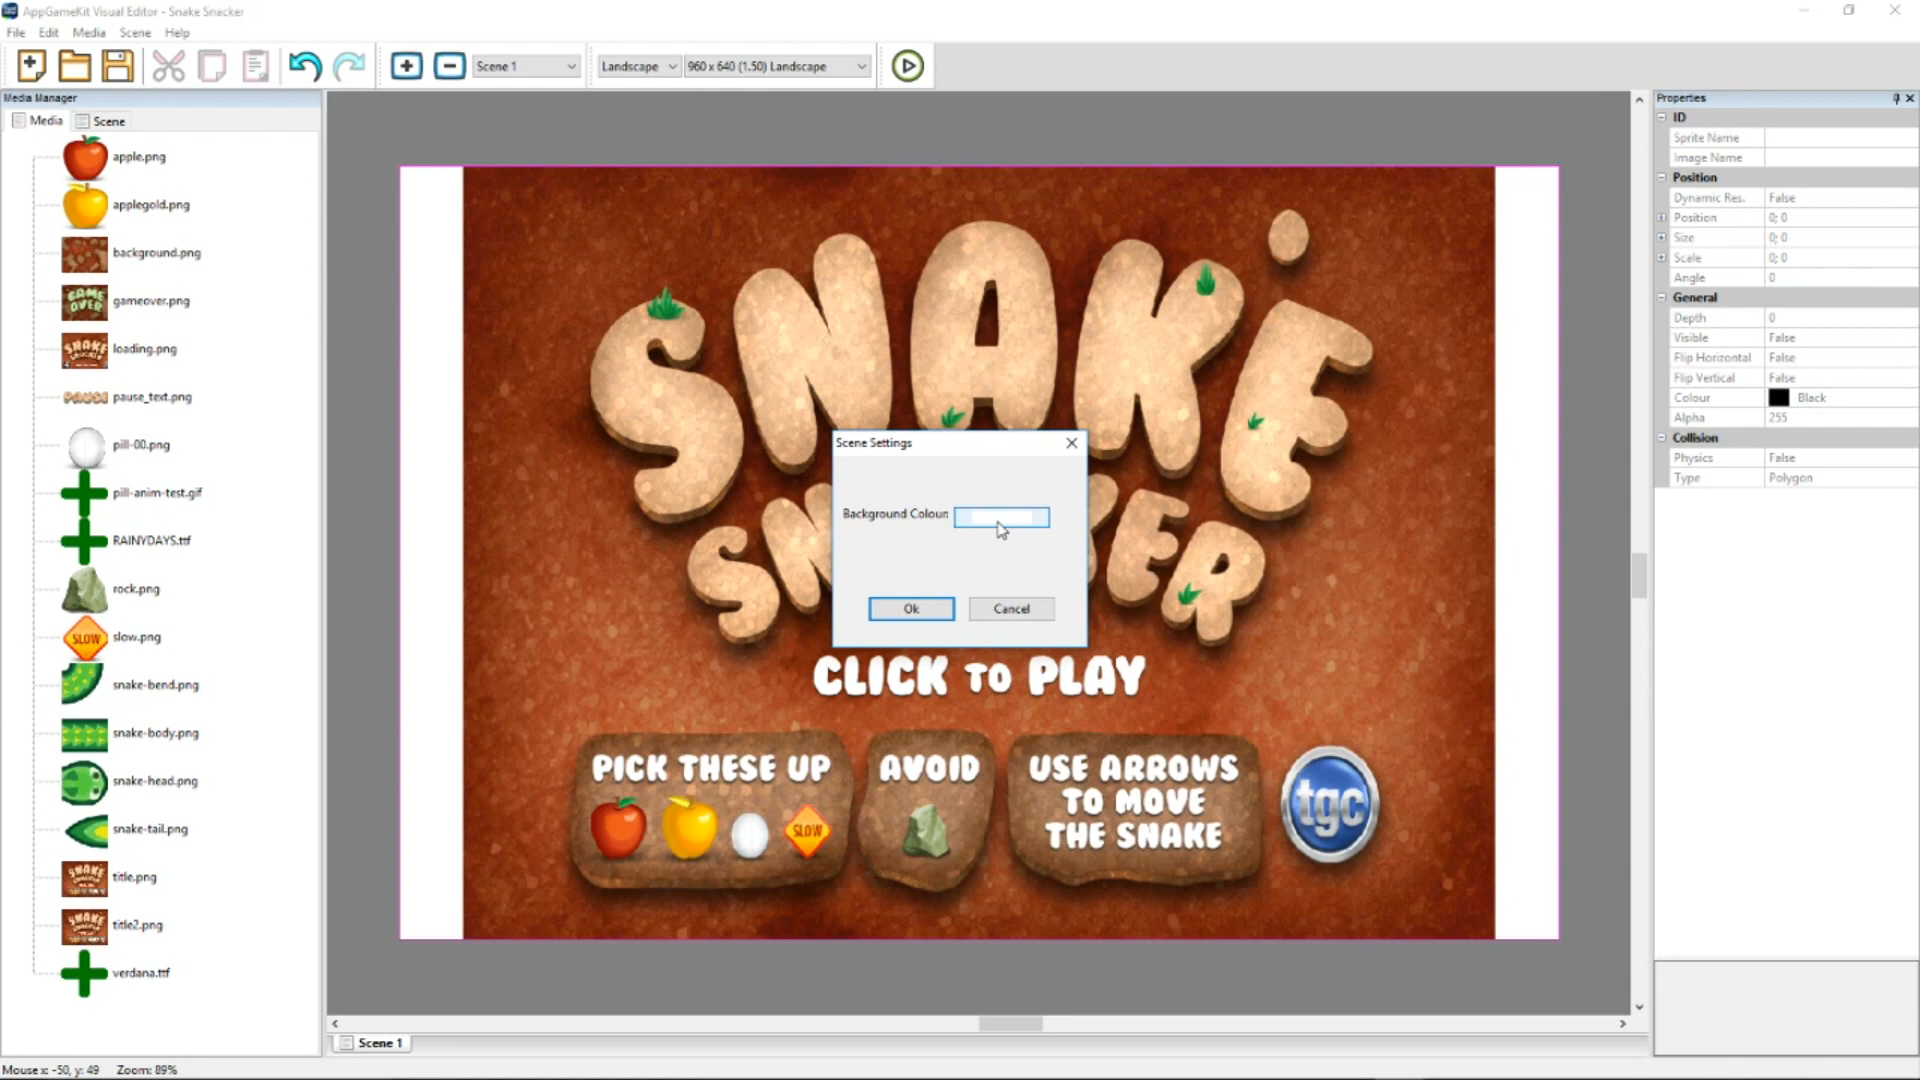 AppGameKit Visual Editor - Snake Snacker
File Edit Media Scene Help
Scene 1
Landscape
960 x 640 (1.50) Landscape
Media Manager
Media
Scene
apple.png
applegold.png
background.png
GAME OVER
gameover.png
SNAKE
loading.png
PAUSE
pause_text.png
pill-00.png
pill-anim-test.gif
RAINYDAYS.ttf
rock.png
SLOW
slow.png
snake-bend.png
snake-body.png
snake-head.png
snake-tail.png
SNAKE
title.png
SNAKE
title2.png
verdana.ttf
SNAKE
Scene Settings
Background Colour:
Ok
Cancel
CLICK TO PLAY
PICK THESE UP
SLOW
AVOID
USE ARROWS
TO MOVE
THE SNAKE
tgc
Scene 1
Properties
ID
Sprite Name
Image Name
Position
Dynamic Res. False
Position 0; 0
Size 0; 0
Scale 0; 0
Angle 0
General
Depth 0
Visible False
Flip Horizontal False
Flip Vertical False
Colour Black
Alpha 255
Collision
Physics False
Type Polygon
Mouse x: -50, y: 49 Zoom: 89%